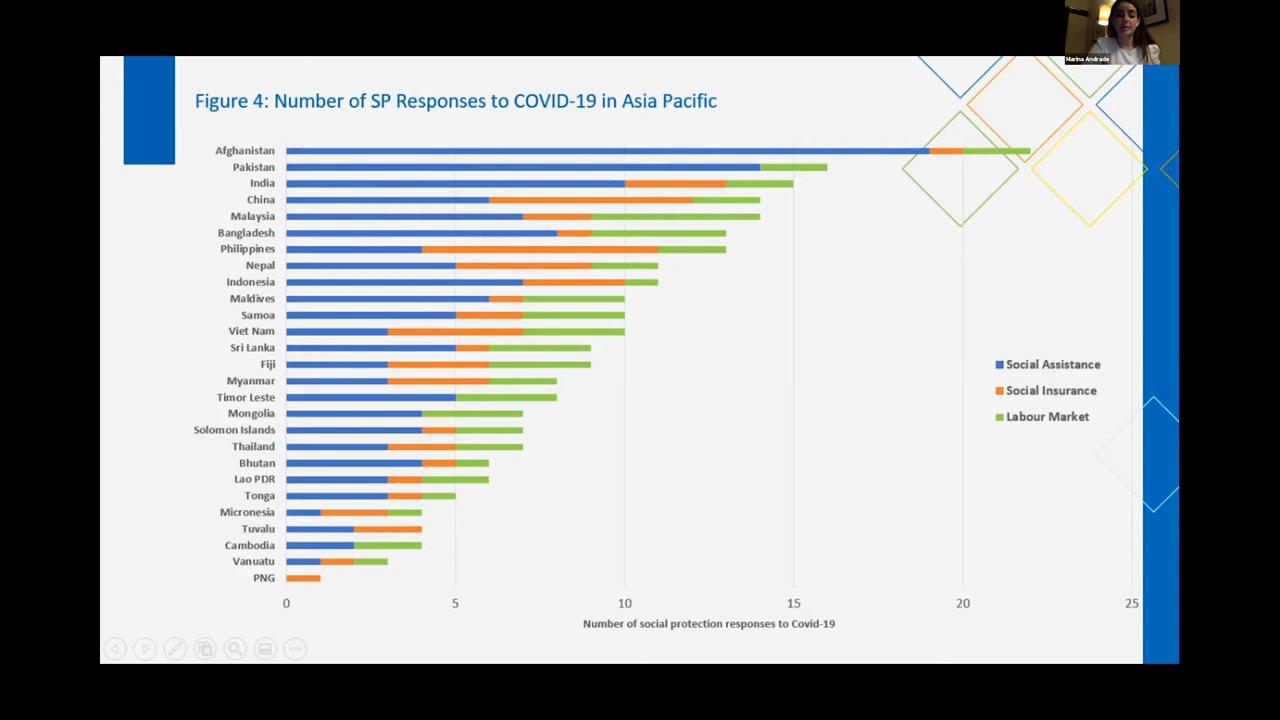 Marina Andrade
Figure 4: Number of SP Responses to COVID-19 in Asia Pacific
Afghanistan
Pakistan
India
China
Malaysia
Bangladesh
Philippines
Nepal
Indonesia
Maldives
Samoa
Viet Nam
Sri Lanka
Fiji
Myanmar
Timor Leste
Mongolia
Solomon Islands
Thailand
Bhutan
Lao PDR
Tonga
Micronesia
Tuvalu
Cambodia
Vanuatu
PNG
Social Assistance
Social Insurance
Labour Market
0 5 10 15 20 25
Number of social protection responses to Covid-19